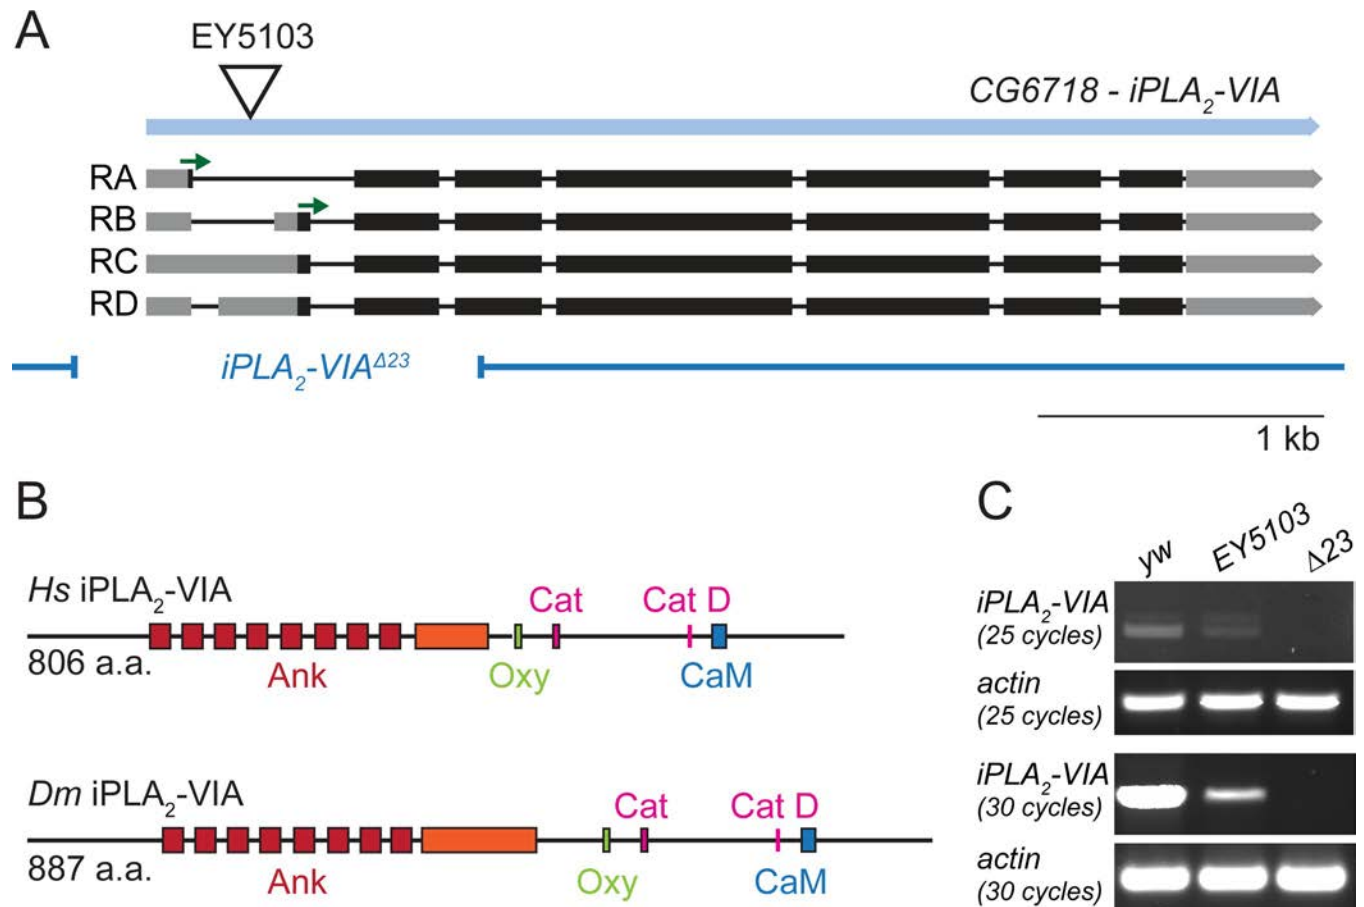 A
EY5103
CG6718 - iPLA₂-VIA
RA
RB
RC
RD
iPLA₂-VIA^Δ23
1 kb
B
Hs iPLA₂-VIA
Cat
Cat D
806 a.a.
Ank
Oxy
CaM
Dm iPLA₂-VIA
Cat
Cat D
887 a.a.
Ank
Oxy
CaM
C
yw
EY5103
Δ23
iPLA₂-VIA
(25 cycles)
actin
(25 cycles)
iPLA₂-VIA
(30 cycles)
actin
(30 cycles)